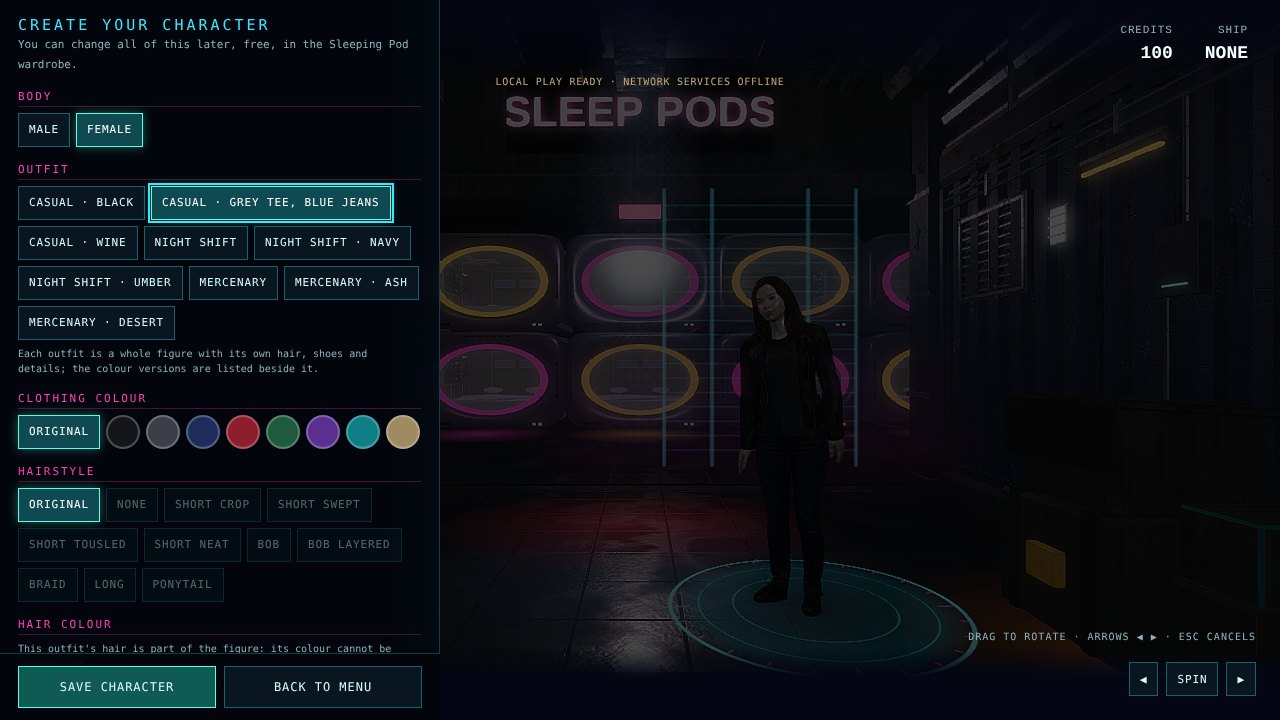 CREATE YOUR CHARACTER
You can change all of this later, free, in the Sleeping Pod
wardrobe.
BODY
MALE
FEMALE
OUTFIT
CASUAL · BLACK
CASUAL · GREY TEE, BLUE JEANS
CASUAL · WINE
NIGHT SHIFT
NIGHT SHIFT · NAVY
NIGHT SHIFT · UMBER
MERCENARY
MERCENARY · ASH
MERCENARY · DESERT
Each outfit is a whole figure with its own hair, shoes and
details; the colour versions are listed beside it.
CLOTHING COLOUR
ORIGINAL
HAIRSTYLE
ORIGINAL
NONE
SHORT CROP
SHORT SWEPT
SHORT TOUSLED
SHORT NEAT
BOB
BOB LAYERED
BRAID
LONG
PONYTAIL
HAIR COLOUR
This outfit's hair is part of the figure: its colour cannot be
SAVE CHARACTER
BACK TO MENU
LOCAL PLAY READY · NETWORK SERVICES OFFLINE
SLEEP PODS
CREDITS
100
SHIP
NONE
DRAG TO ROTATE · ARROWS ◀ ▶ · ESC CANCELS
◀
SPIN
▶